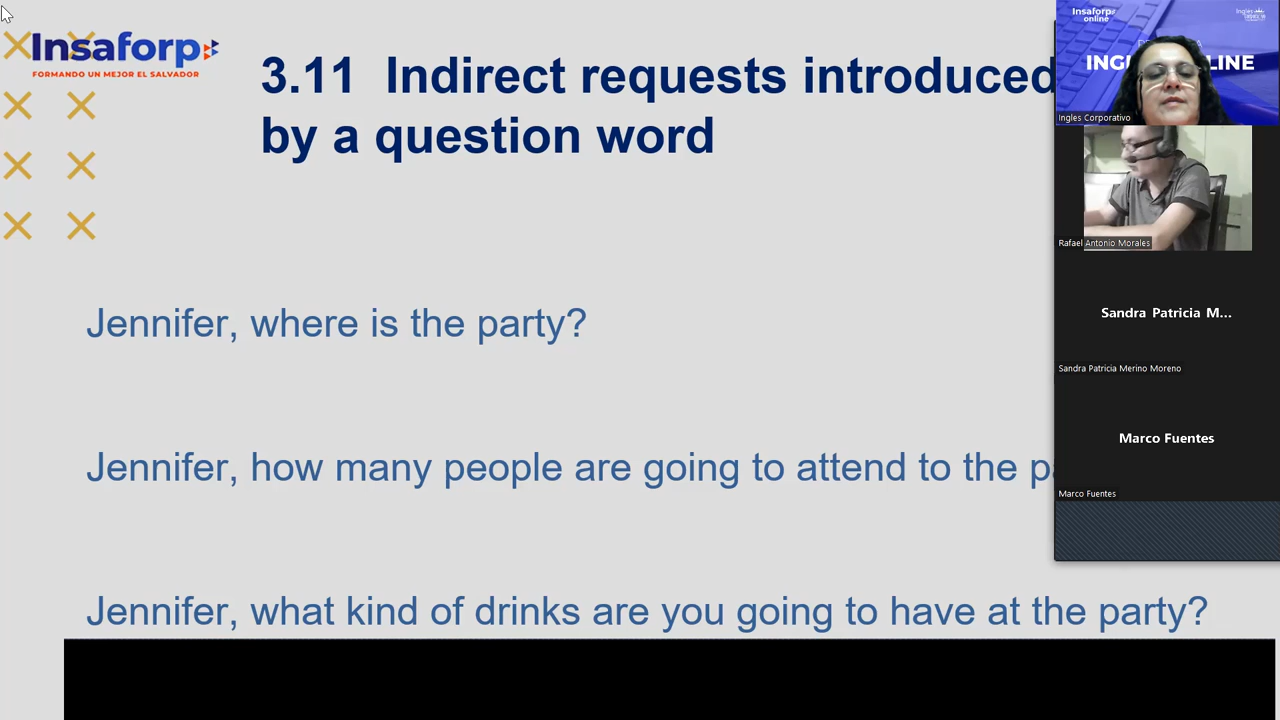 Insaforp
FORMANDO UN MEJOR EL SALVADOR
3.11 Indirect requests introduced
by a question word
Jennifer, where is the party?
Jennifer, how many people are going to attend to the
Jennifer, what kind of drinks are you going to have at the party?
Insaforp
online
Ingles Corporativo
Rafael Antonio Morales
Sandra Patricia M...
Sandra Patricia Merino Moreno
Marco Fuentes
Marco Fuentes